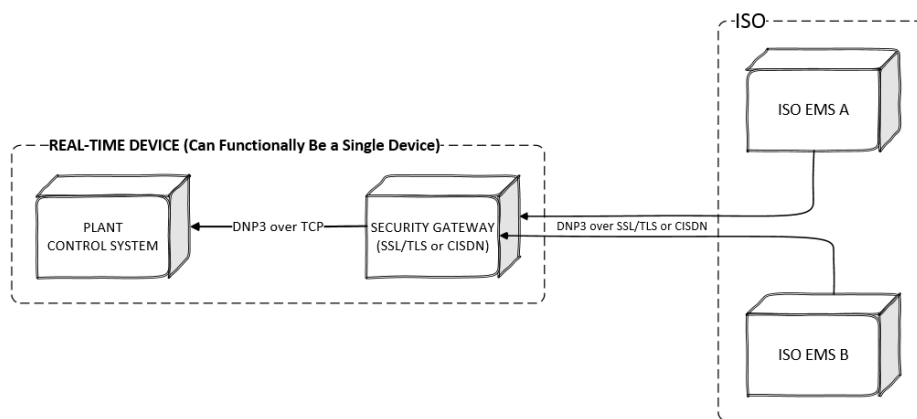 ISO
ISO EMS A
REAL-TIME DEVICE (Can Functionally Be a Single Device)
PLANT
CONTROL SYSTEM
DNP3 over TCP
SECURITY GATEWAY
(SSL/TLS or CISDN)
DNP3 over SSL/TLS or CISDN
ISO EMS B